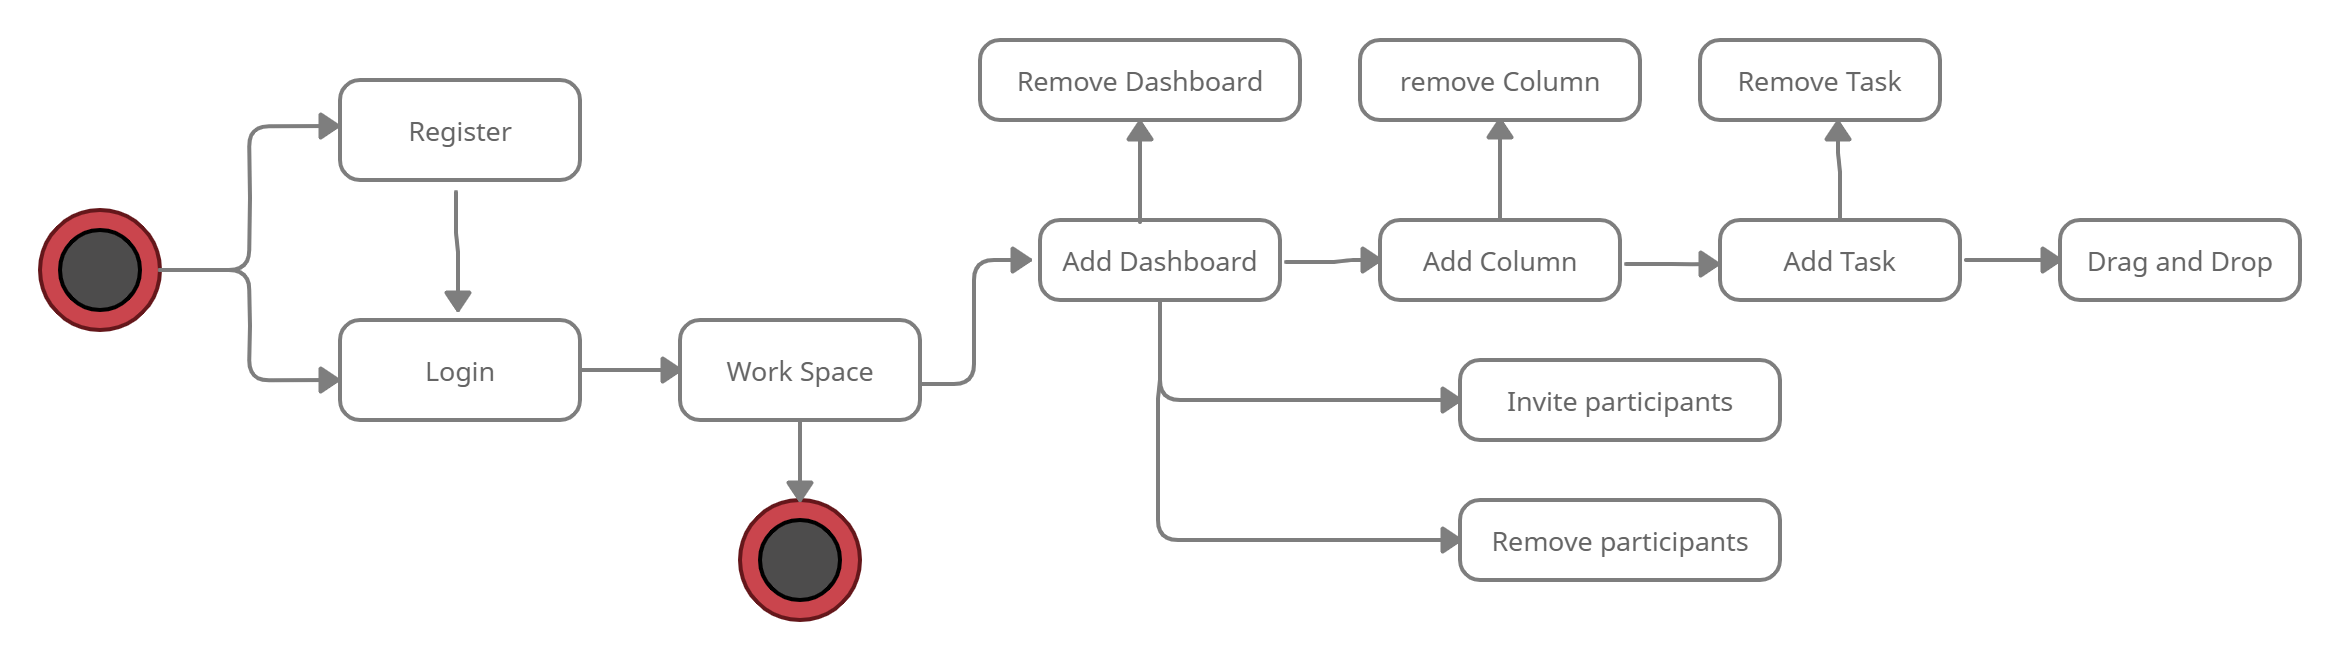 Remove Dashboard
remove Column
Remove Task
Register
Add Dashboard
Add Column
Add Task
Drag and Drop
Login
Work Space
Invite participants
Remove participants